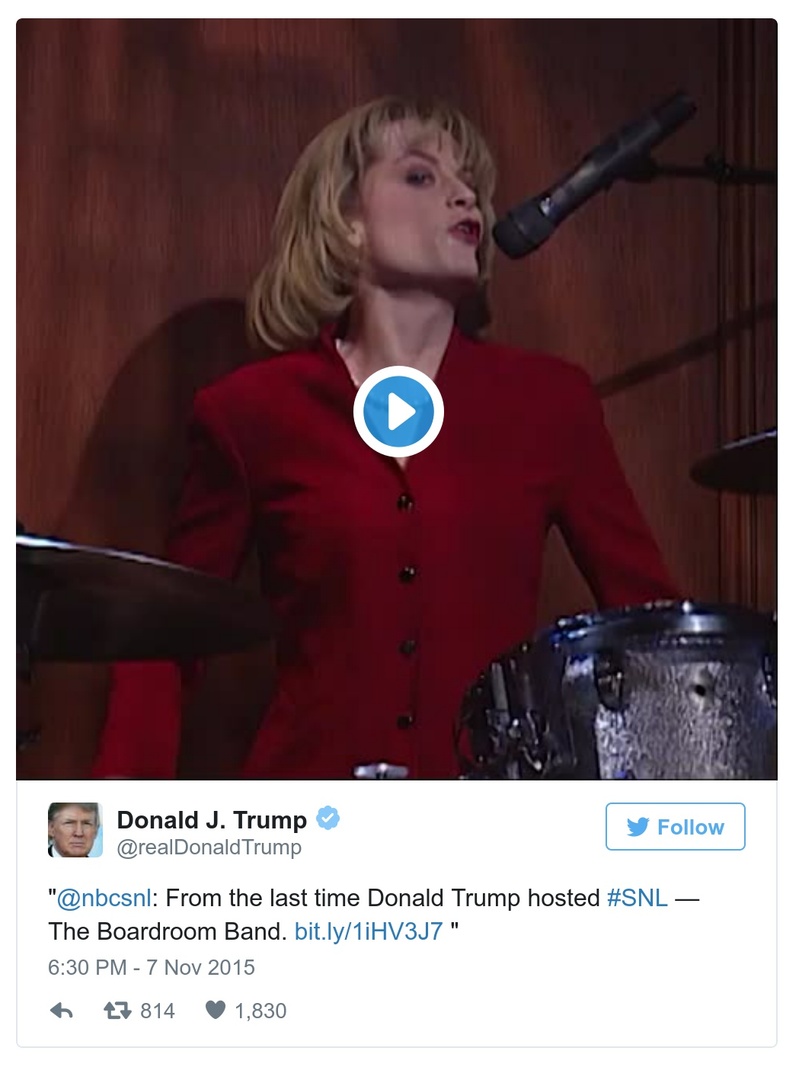 Donald J. Trump
@realDonaldTrump
Follow
"@nbcsnl: From the last time Donald Trump hosted #SNL —
The Boardroom Band. bit.ly/1iHV3J7 "
6:30 PM - 7 Nov 2015
814 1,830